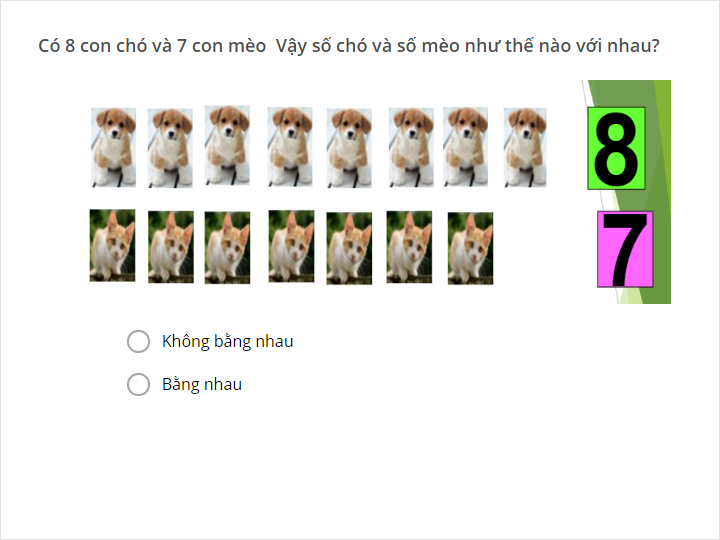 Có 8 con chó và 7 con mèo  Vậy số chó và số mèo như thế nào với nhau?
8
7
Không bằng nhau
Bằng nhau